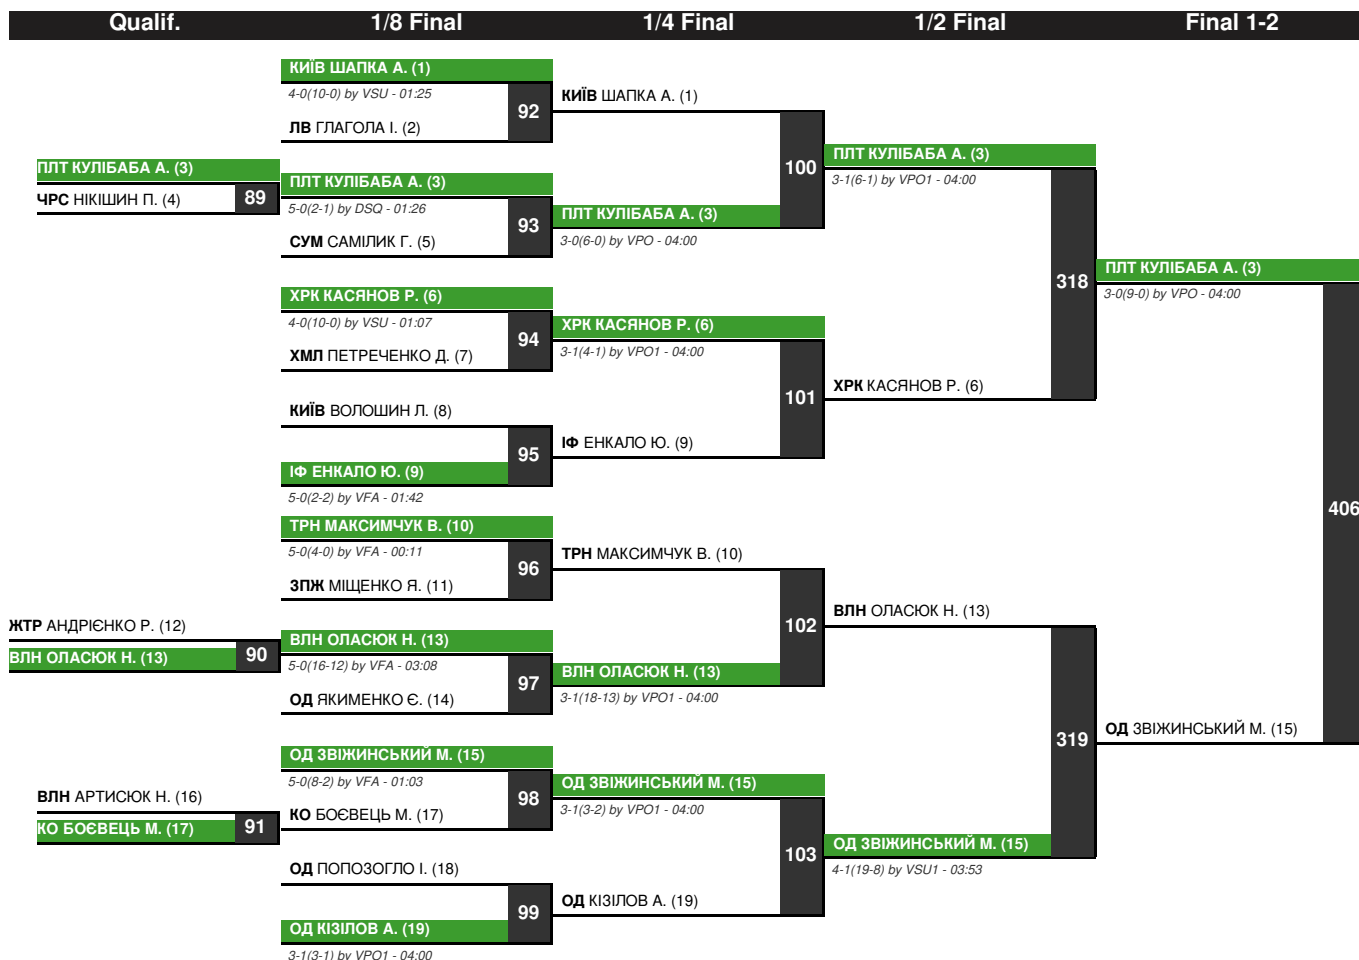 Qualif. 1/8 Final 1/4 Final 1/2 Final Final 1-2
КИЇВ ШАПКА А. (1)
4-0(10-0) by VSU - 01:25
92
ЛВ ГЛАГОЛА І. (2)
КИЇВ ШАПКА А. (1)
ПЛТ КУЛІБАБА А. (3)
ЧРС НІКІШИН П. (4)
89
ПЛТ КУЛІБАБА А. (3)
5-0(2-1) by DSQ - 01:26
93
СУМ САМІЛИК Г. (5)
100
ПЛТ КУЛІБАБА А. (3)
3-0(6-0) by VPO - 04:00
ПЛТ КУЛІБАБА А. (3)
3-1(6-1) by VPO1 - 04:00
ХРК КАСЯНОВ Р. (6)
4-0(10-0) by VSU - 01:07
94
ХМЛ ПЕТРЕЧЕНКО Д. (7)
ХРК КАСЯНОВ Р. (6)
3-1(4-1) by VPO1 - 04:00
318
ПЛТ КУЛІБАБА А. (3)
3-0(9-0) by VPO - 04:00
КИЇВ ВОЛОШИН Л. (8)
95
ІФ ЕНКАЛО Ю. (9)
5-0(2-2) by VFA - 01:42
101
ІФ ЕНКАЛО Ю. (9)
ХРК КАСЯНОВ Р. (6)
406
ТРН МАКСИМЧУК В. (10)
5-0(4-0) by VFA - 00:11
96
ЗПЖ МІЩЕНКО Я. (11)
ТРН МАКСИМЧУК В. (10)
ЖТР АНДРІЄНКО Р. (12)
ВЛН ОЛАСЮК Н. (13)
90
ВЛН ОЛАСЮК Н. (13)
5-0(16-12) by VFA - 03:08
97
ОД ЯКИМЕНКО Є. (14)
102
ВЛН ОЛАСЮК Н. (13)
3-1(18-13) by VPO1 - 04:00
ВЛН ОЛАСЮК Н. (13)
ОД ЗВІЖИНСЬКИЙ М. (15)
5-0(8-2) by VFA - 01:03
98
КО БОЄВЕЦЬ М. (17)
ВЛН АРТИСЮК Н. (16)
КО БОЄВЕЦЬ М. (17)
91
ОД ЗВІЖИНСЬКИЙ М. (15)
3-1(3-2) by VPO1 - 04:00
319
ОД ЗВІЖИНСЬКИЙ М. (15)
ОД ПОПОЗОГЛО І. (18)
99
ОД КІЗІЛОВ А. (19)
3-1(3-1) by VPO1 - 04:00
103
ОД КІЗІЛОВ А. (19)
ОД ЗВІЖИНСЬКИЙ М. (15)
4-1(19-8) by VSU1 - 03:53